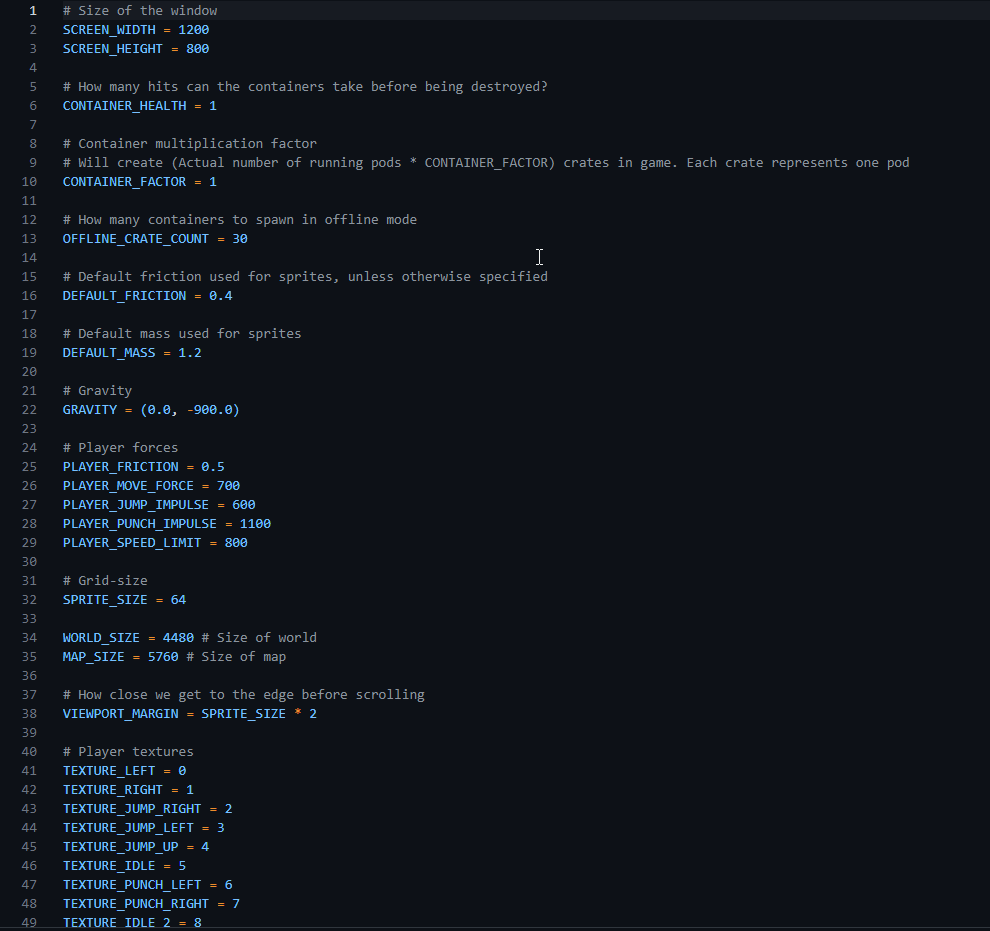 1 # Size of the window
2 SCREEN_WIDTH = 1200
3 SCREEN_HEIGHT = 800
4
5 # How many hits can the containers take before being destroyed?
6 CONTAINER_HEALTH = 1
7
8 # Container multiplication factor
9 # Will create (Actual number of running pods * CONTAINER_FACTOR) crates in game. Each crate represents one pod
10 CONTAINER_FACTOR = 1
11
12 # How many containers to spawn in offline mode
13 OFFLINE_CRATE_COUNT = 30
14
15 # Default friction used for sprites, unless otherwise specified
16 DEFAULT_FRICTION = 0.4
17
18 # Default mass used for sprites
19 DEFAULT_MASS = 1.2
20
21 # Gravity
22 GRAVITY = (0.0, -900.0)
23
24 # Player forces
25 PLAYER_FRICTION = 0.5
26 PLAYER_MOVE_FORCE = 700
27 PLAYER_JUMP_IMPULSE = 600
28 PLAYER_PUNCH_IMPULSE = 1100
29 PLAYER_SPEED_LIMIT = 800
30
31 # Grid-size
32 SPRITE_SIZE = 64
33
34 WORLD_SIZE = 4480 # Size of world
35 MAP_SIZE = 5760 # Size of map
36
37 # How close we get to the edge before scrolling
38 VIEWPORT_MARGIN = SPRITE_SIZE * 2
39
40 # Player textures
41 TEXTURE_LEFT = 0
42 TEXTURE_RIGHT = 1
43 TEXTURE_JUMP_RIGHT = 2
44 TEXTURE_JUMP_LEFT = 3
45 TEXTURE_JUMP_UP = 4
46 TEXTURE_IDLE = 5
47 TEXTURE_PUNCH_LEFT = 6
48 TEXTURE_PUNCH_RIGHT = 7
49 TEXTURE_IDLE_2 = 8